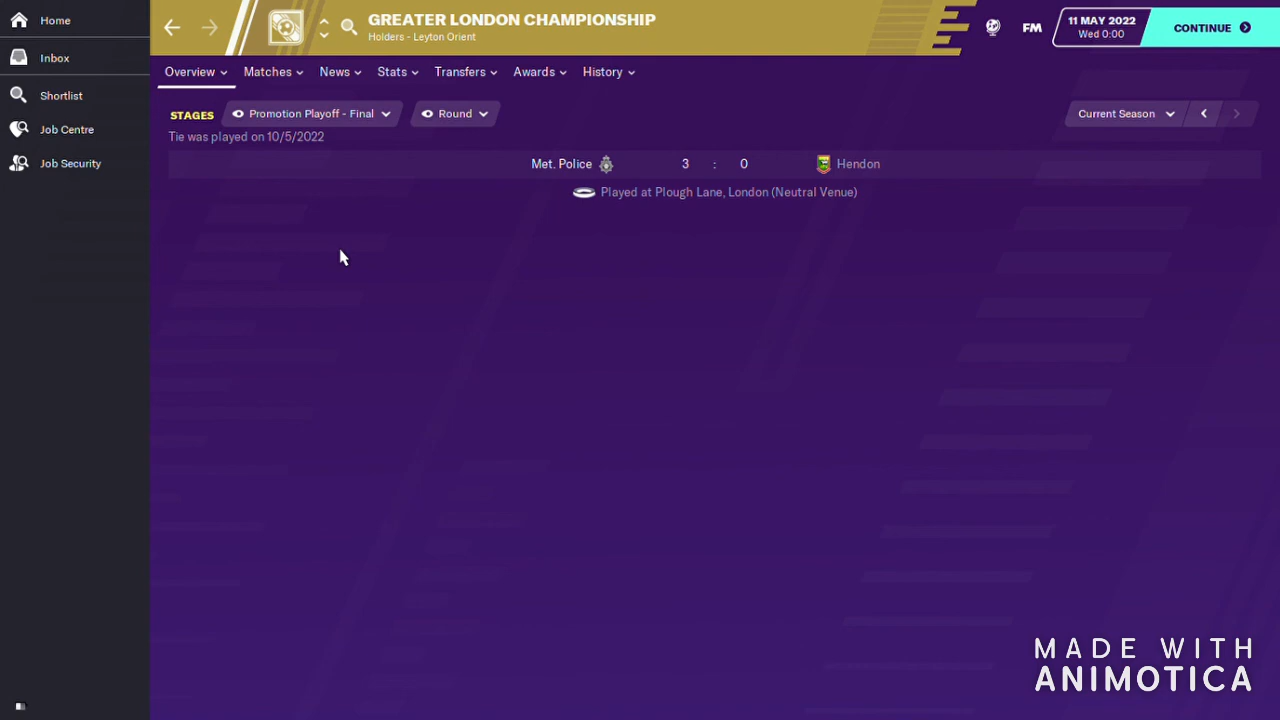 Home
Inbox
Shortlist
Job Centre
Job Security
GREATER LONDON CHAMPIONSHIP
Holders - Leyton Orient
FM
11 MAY 2022
Wed 0:00
CONTINUE
Overview
Matches
News
Stats
Transfers
Awards
History
STAGES
Promotion Playoff - Final
Round
Current Season
Tie was played on 10/5/2022
Met. Police 3 : 0 Hendon
Played at Plough Lane, London (Neutral Venue)
MADE WITH
ANIMOTICA